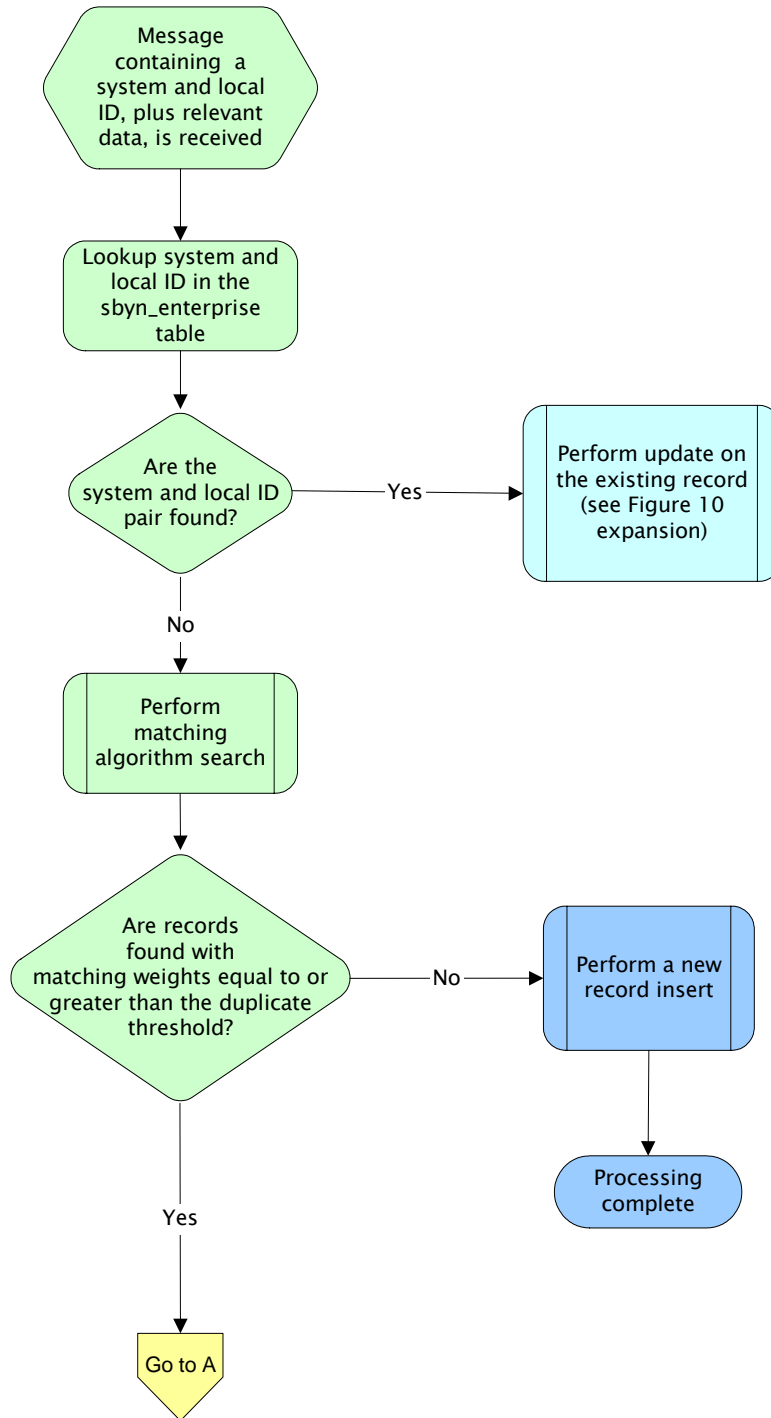 Message
containing a
system and local
ID, plus relevant
data, is received
Lookup system and
local ID in the
sbyn_enterprise
table
Are the
system and local ID
pair found?
Yes
Perform update on
the existing record
(see Figure 10
expansion)
No
Perform
matching
algorithm search
Are records
found with
matching weights equal to or
greater than the duplicate
threshold?
No
Perform a new
record insert
Processing
complete
Yes
Go to A